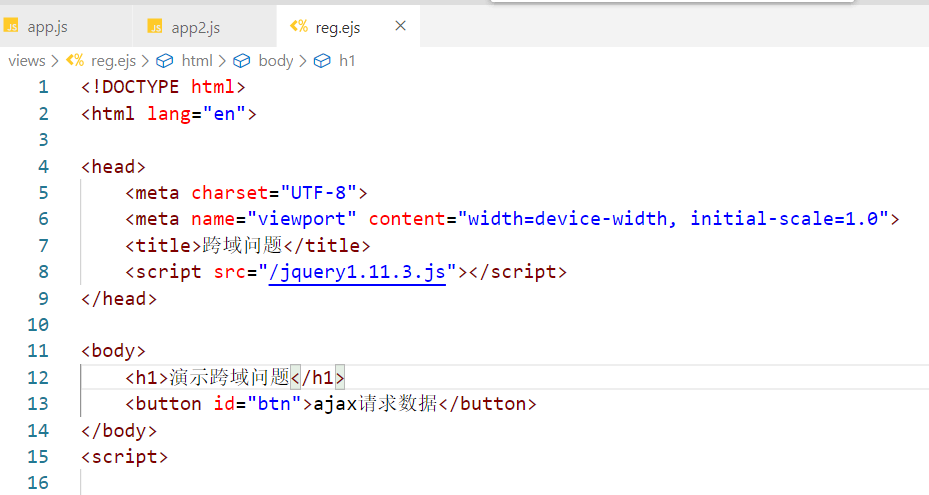 JS app.js JS app2.js <% reg.ejs ×
views > <% reg.ejs > html > body > h1
1 <!DOCTYPE html>
2 <html lang="en">
3
4 <head>
5     <meta charset="UTF-8">
6     <meta name="viewport" content="width=device-width, initial-scale=1.0">
7     <title>跨域问题</title>
8     <script src="/jquery1.11.3.js"></script>
9 </head>
10
11 <body>
12     <h1>演示跨域问题</h1>
13     <button id="btn">ajax请求数据</button>
14 </body>
15 <script>
16